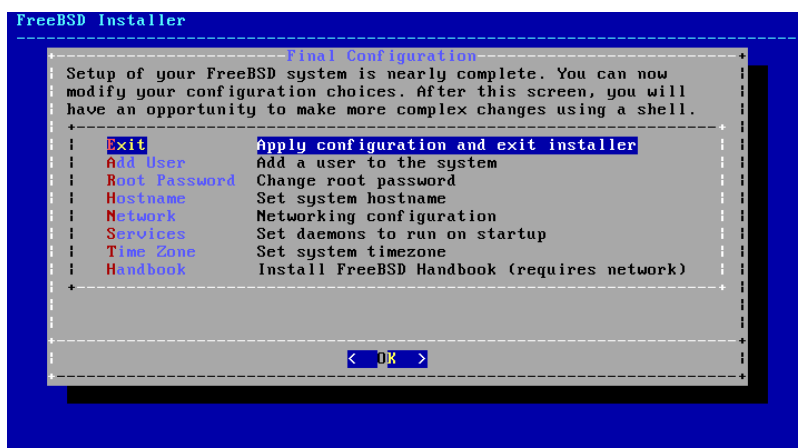 FreeBSD Installer
Final Configuration
Setup of your FreeBSD system is nearly complete. You can now
modify your configuration choices. After this screen, you will
have an opportunity to make more complex changes using a shell.
Exit Apply configuration and exit installer
Add User Add a user to the system
Root Password Change root password
Hostname Set system hostname
Network Networking configuration
Services Set daemons to run on startup
Time Zone Set system timezone
Handbook Install FreeBSD Handbook (requires network)
< OK >